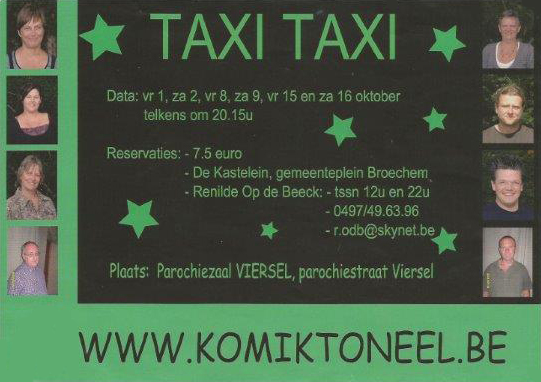 TAXI TAXI
Data: vr 1, za 2, vr 8, za 9, vr 15 en za 16 oktober
telkens om 20.15u
Reservaties: - 7.5 euro
- De Kastelein, gemeenteplein Broechem
- Renilde Op de Beeck: - tssn 12u en 22u
- 0497/49.63.96
- r.odb@skynet.be
Plaats: Parochiezaal VIERSEL, parochiestraat Viersel
WWW.KOMIKTONEEL.BE